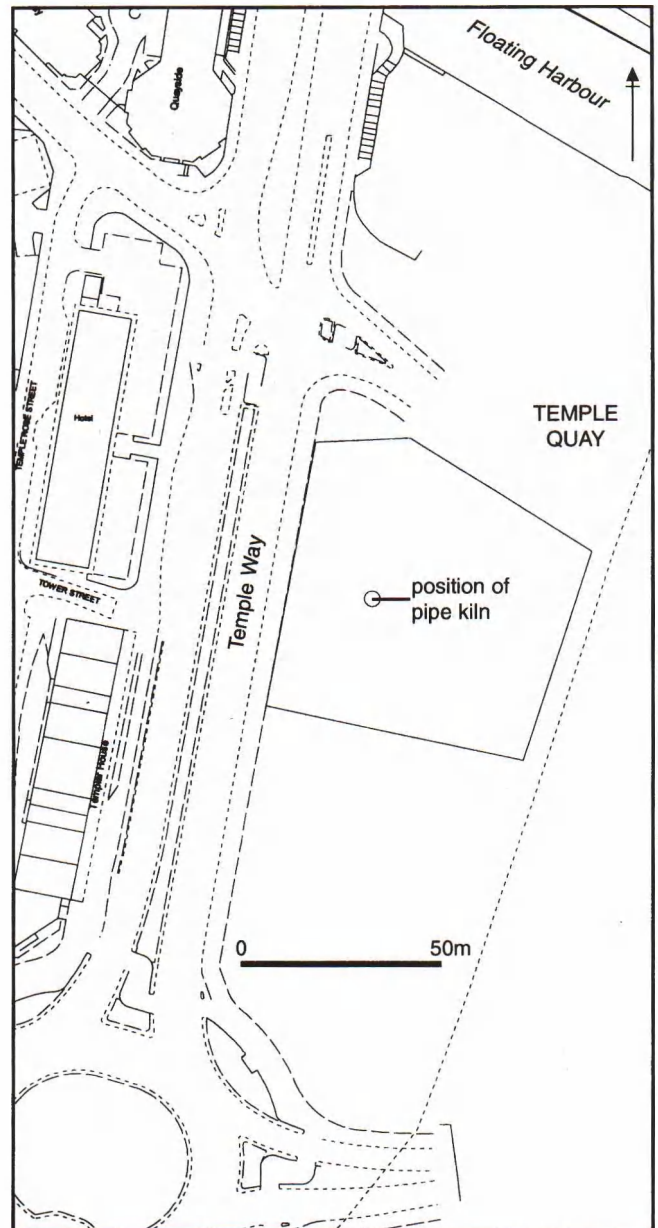 Floating Harbour
Quayside
TEMPLE
QUAY
Hotel
TEMPLE ROSE STREET
position of
pipe kiln
Temple Way
TOWER STREET
Templar House
0 50m